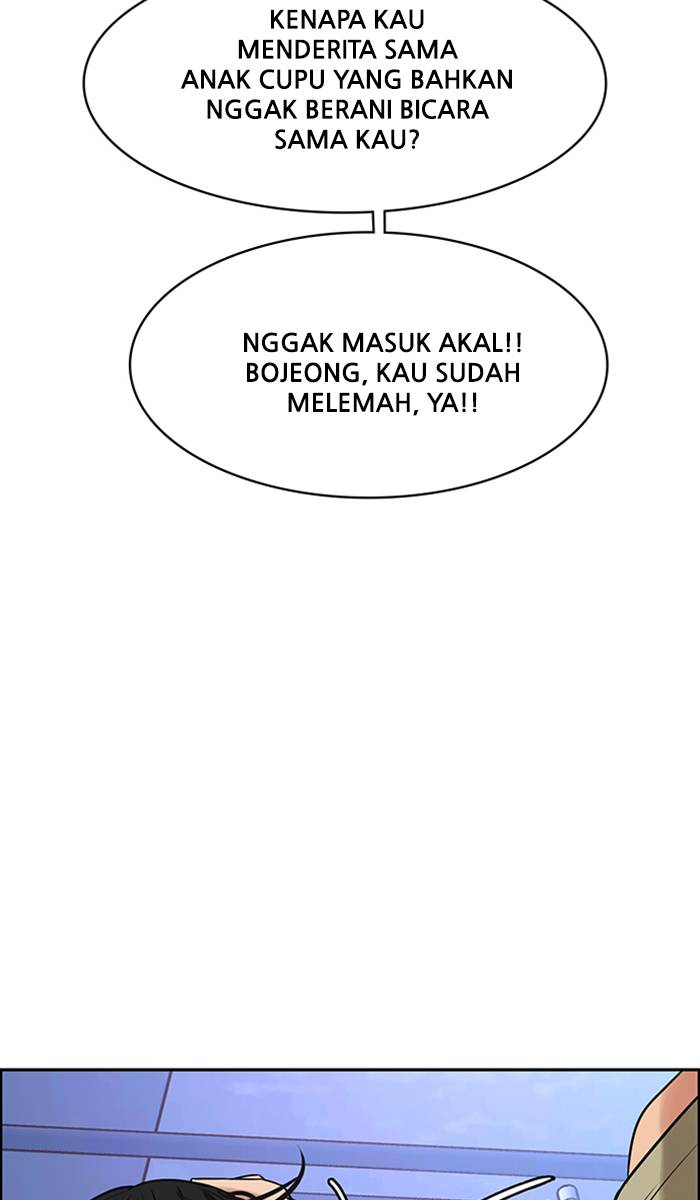 KENAPA KAU
MENDERITA SAMA
ANAK CUPU YANG BAHKAN
NGGAK BERANI BICARA
SAMA KAU?
NGGAK MASUK AKAL!!
BOJEONG, KAU SUDAH
MELEMAH, YA!!